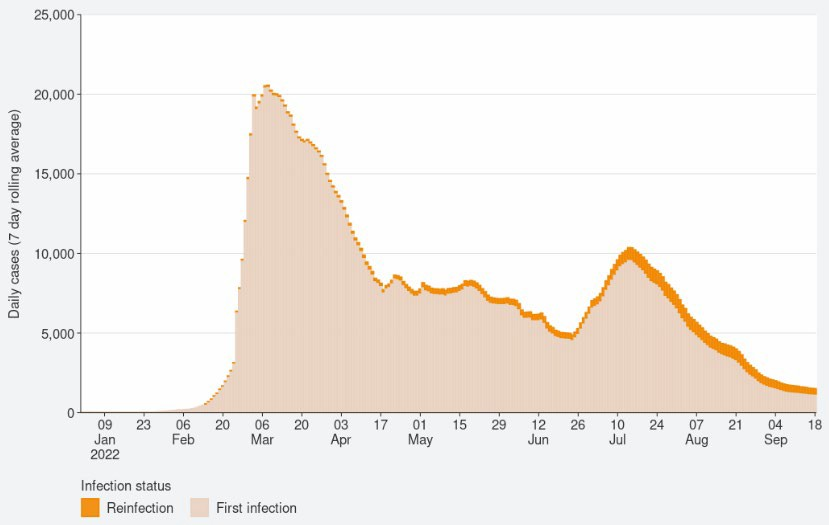 Daily cases (7 day rolling average)
25,000
20,000
15,000
10,000
5,000
0
09 23 06 20 06 20 03 17 01 15 29 12 26 10 24 07 21 04 18
Jan Feb Mar Apr May Jun Jul Aug Sep
2022
Infection status
Reinfection First infection